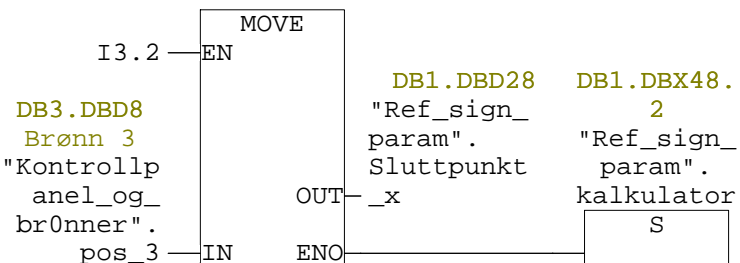 MOVE
I3.2
EN
DB3.DBD8
Brønn 3
"Kontrollp
anel_og_
br0nner".
pos_3
IN
DB1.DBD28
"Ref_sign_
param".
Sluttpunkt
_x
OUT
ENO
DB1.DBX48.
2
"Ref_sign_
param".
kalkulator
S